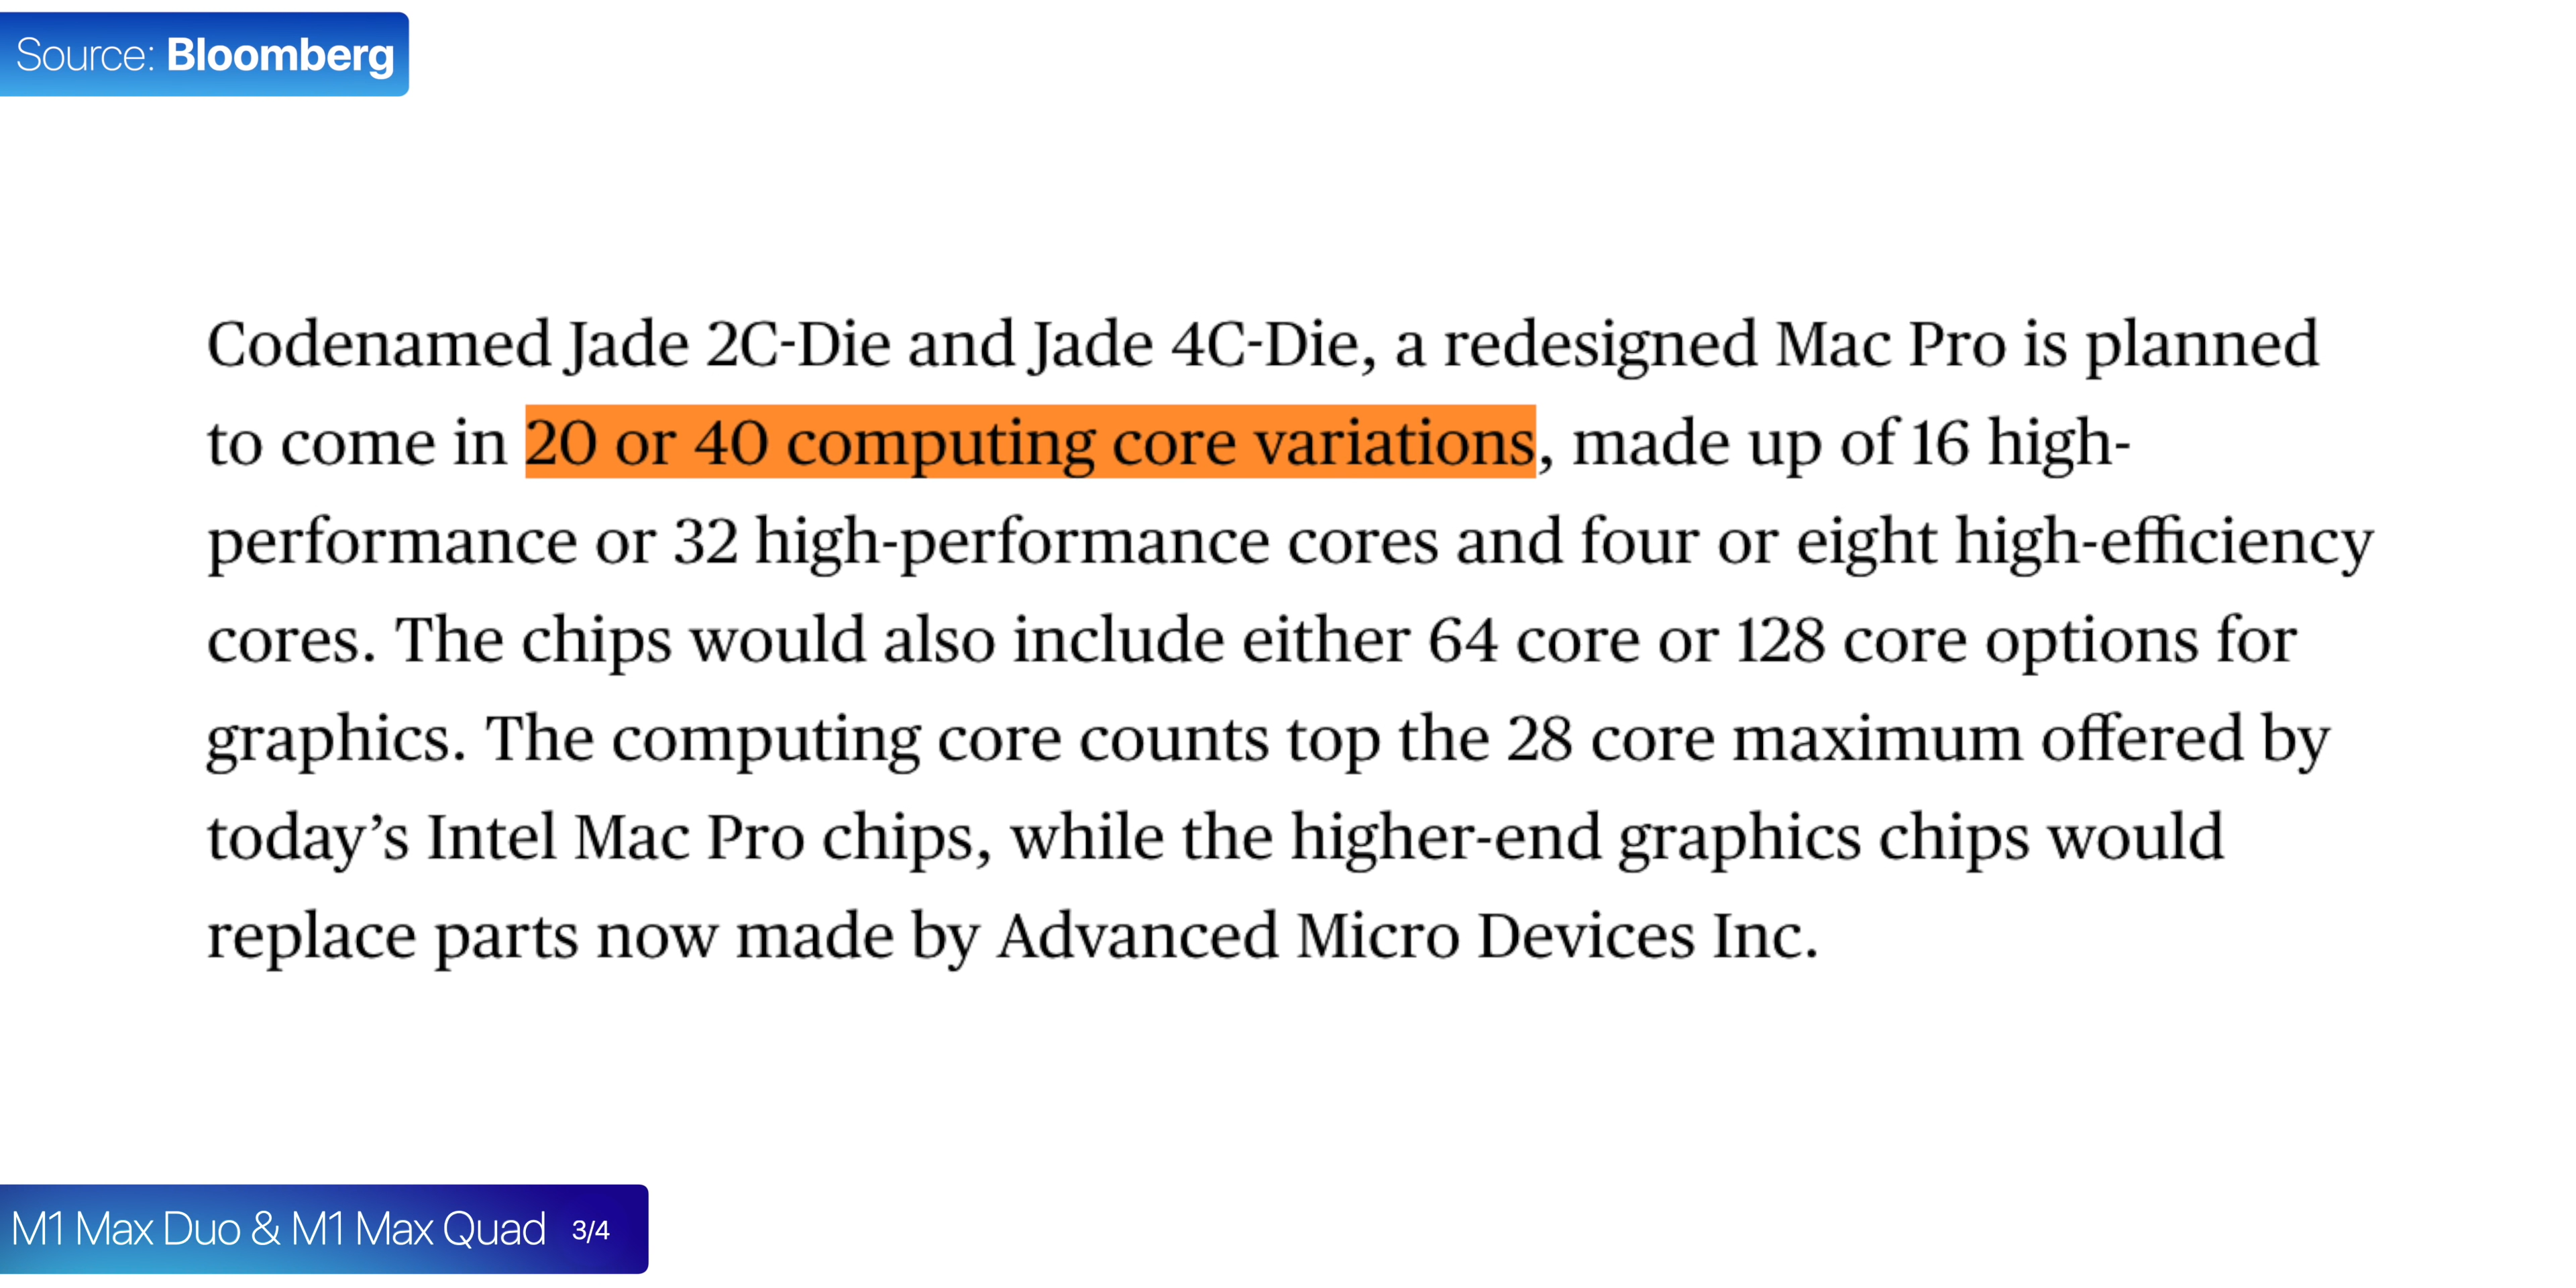 Source: Bloomberg
Codenamed Jade 2C-Die and Jade 4C-Die, a redesigned Mac Pro is planned
to come in 20 or 40 computing core variations, made up of 16 high-
performance or 32 high-performance cores and four or eight high-efficiency
cores. The chips would also include either 64 core or 128 core options for
graphics. The computing core counts top the 28 core maximum offered by
today’s Intel Mac Pro chips, while the higher-end graphics chips would
replace parts now made by Advanced Micro Devices Inc.
M1 Max Duo & M1 Max Quad 3/4